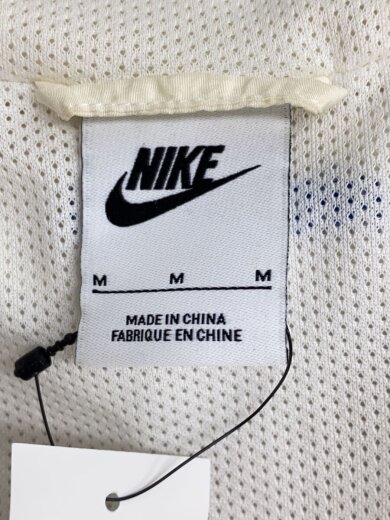 NIKE
M M M
MADE IN CHINA
FABRIQUE EN CHINE